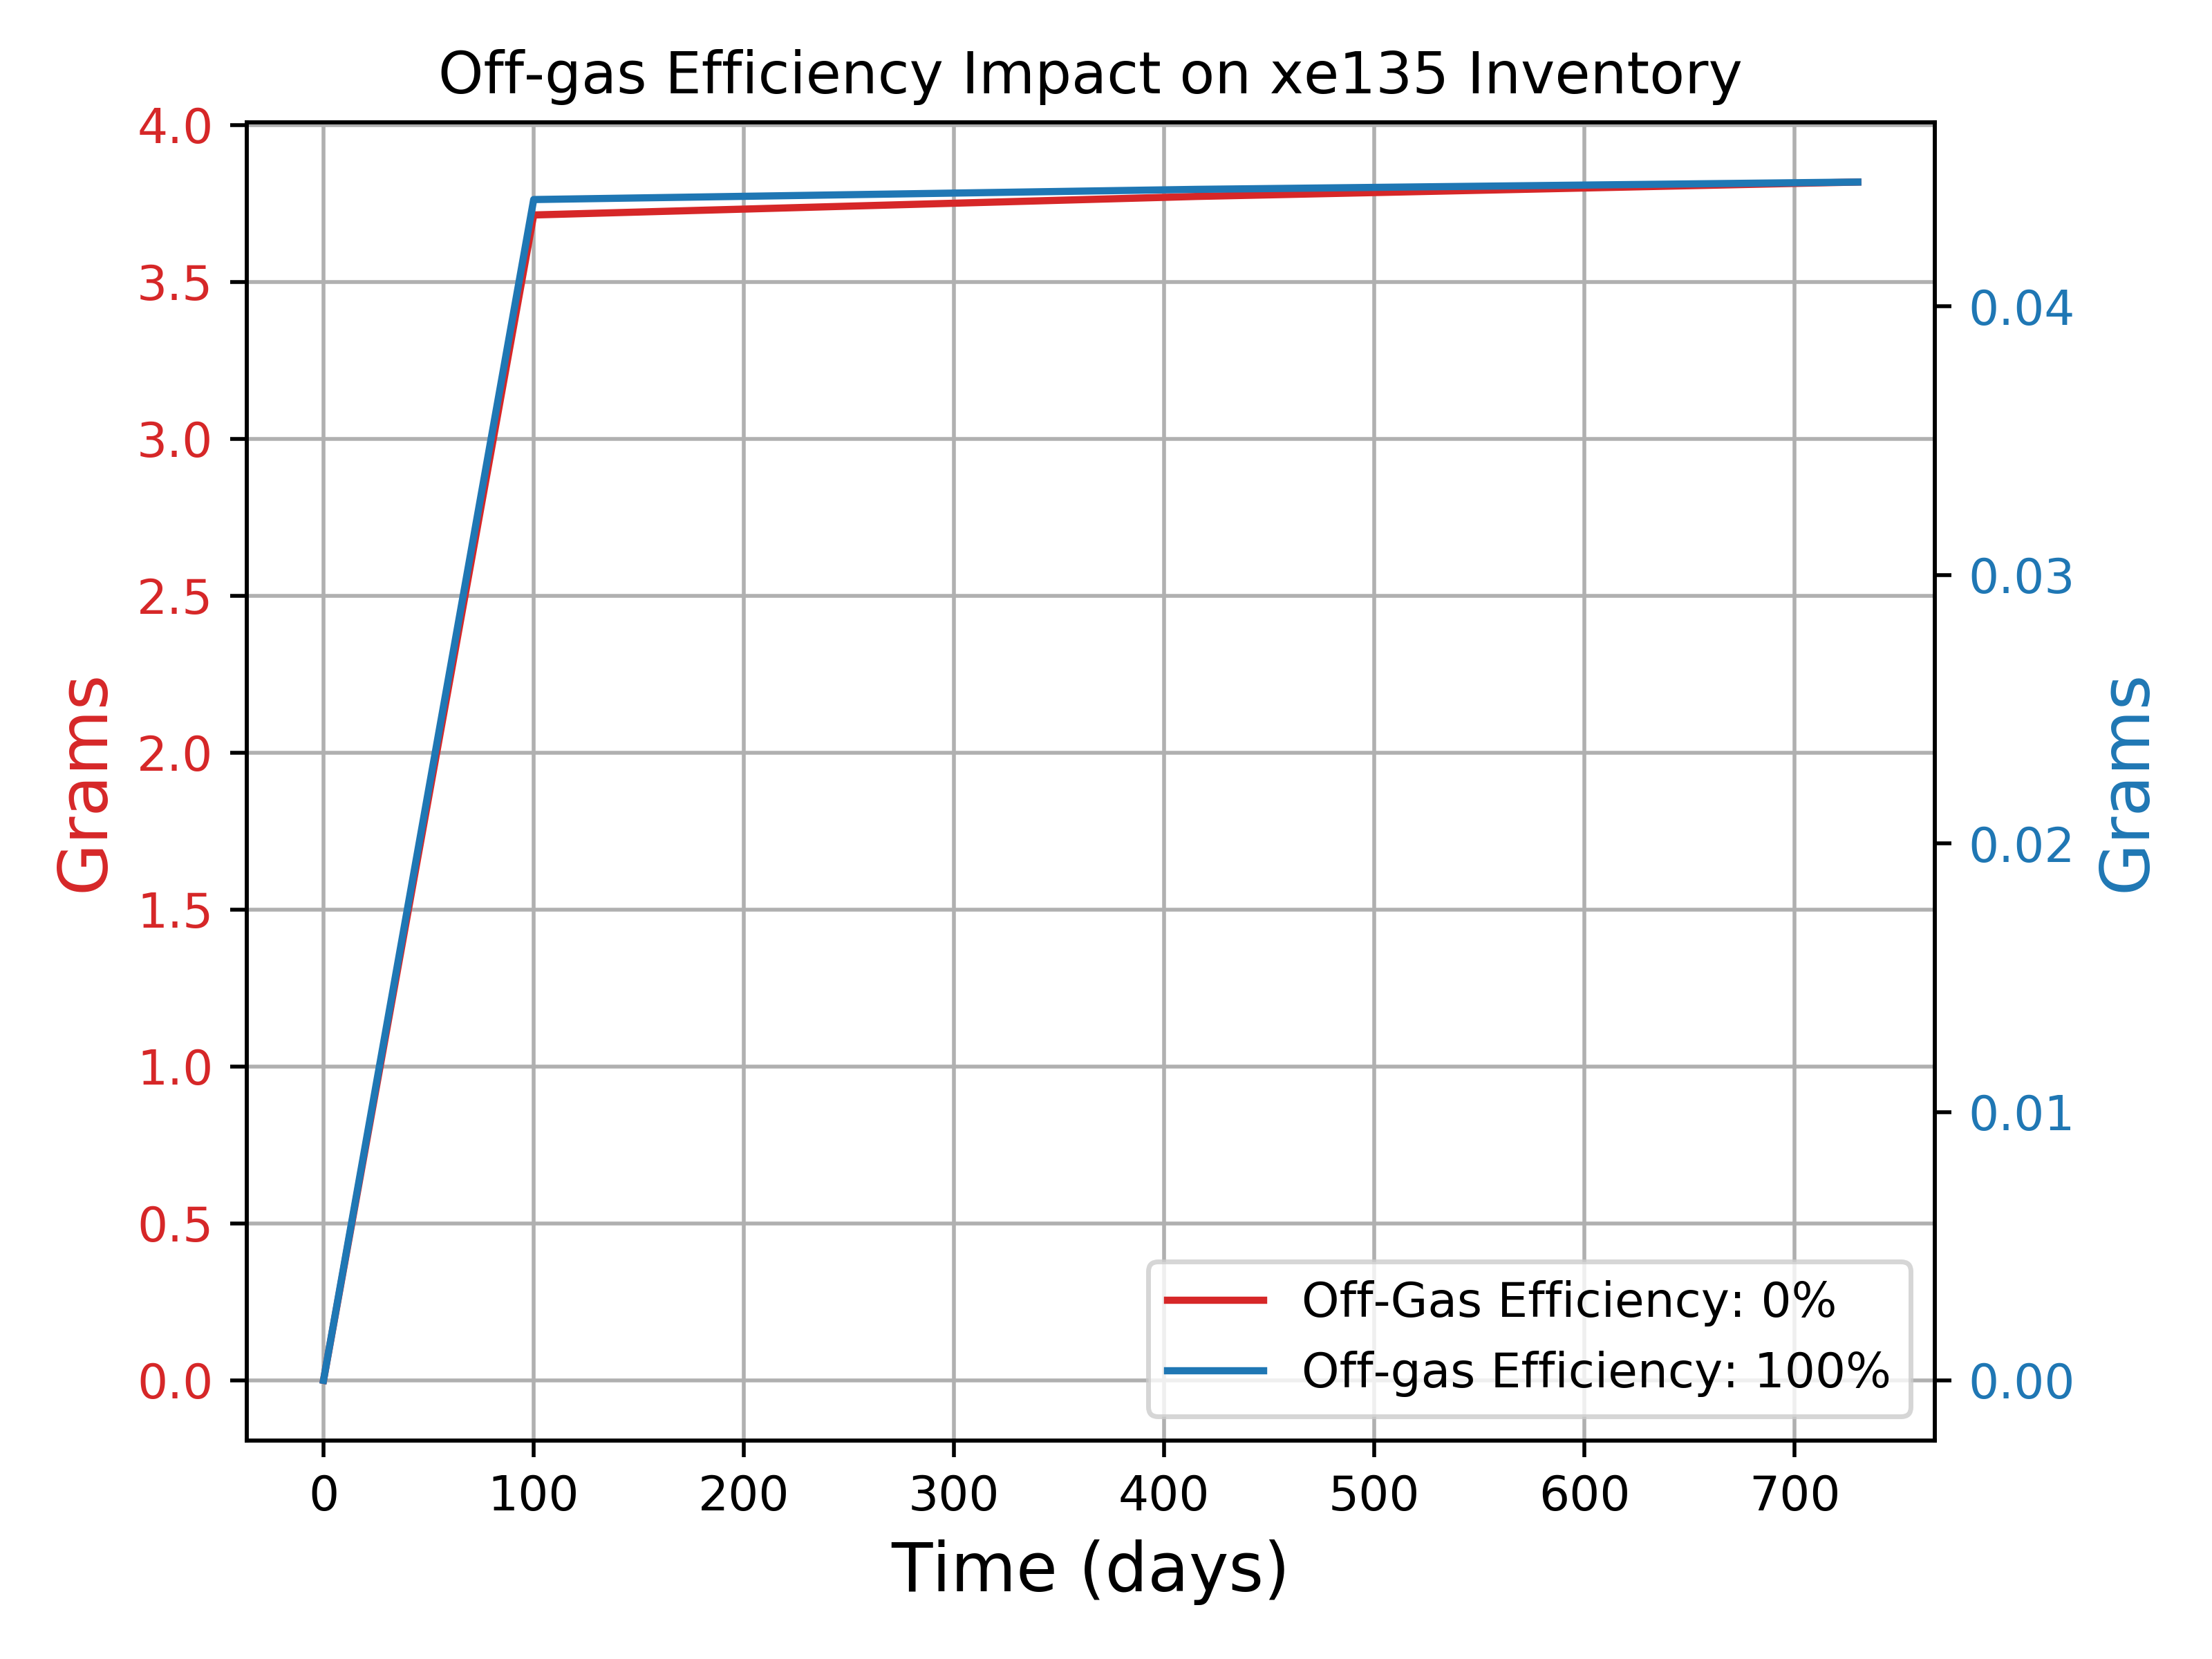 Off-gas Efficiency Impact on xe135 Inventory
4.0
3.5
3.0
2.5
2.0
1.5
1.0
0.5
0.0
Grams
0.04
0.03
0.02
0.01
0.00
Grams
Off-Gas Efficiency: 0%
Off-gas Efficiency: 100%
0 100 200 300 400 500 600 700
Time (days)